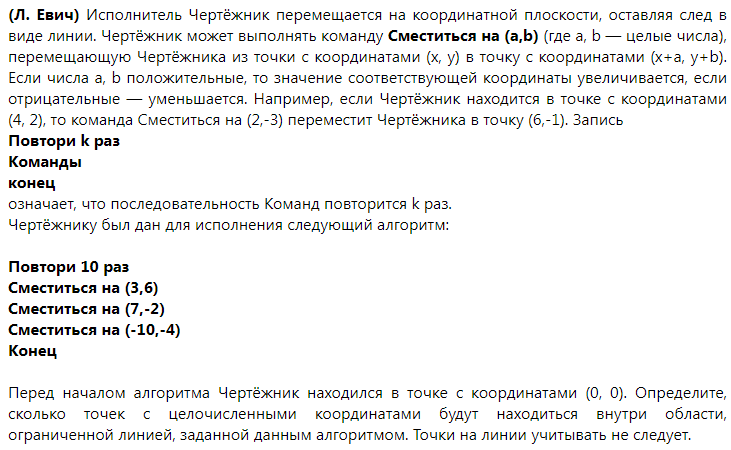 (Л. Евич) Исполнитель Чертёжник перемещается на координатной плоскости, оставляя след в
виде линии. Чертёжник может выполнять команду Сместиться на (a,b) (где a, b — целые числа),
перемещающую Чертёжника из точки с координатами (x, y) в точку с координатами (x+a, y+b).
Если числа a, b положительные, то значение соответствующей координаты увеличивается, если
отрицательные — уменьшается. Например, если Чертёжник находится в точке с координатами
(4, 2), то команда Сместиться на (2,-3) переместит Чертёжника в точку (6,-1). Запись
Повтори k раз
Команды
конец
означает, что последовательность Команд повторится k раз.
Чертёжнику был дан для исполнения следующий алгоритм:
Повтори 10 раз
Сместиться на (3,6)
Сместиться на (7,-2)
Сместиться на (-10,-4)
Конец
Перед началом алгоритма Чертёжник находился в точке с координатами (0, 0). Определите,
сколько точек с целочисленными координатами будут находиться внутри области,
ограниченной линией, заданной данным алгоритмом. Точки на линии учитывать не следует.